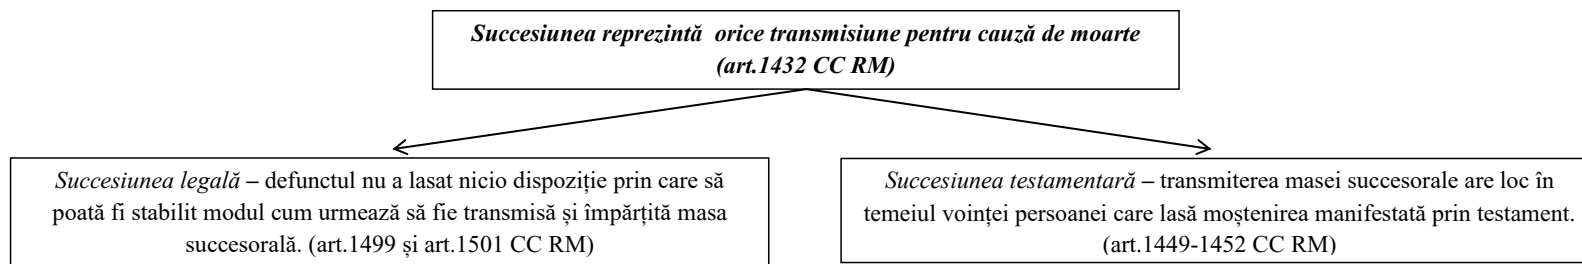 Succesiunea reprezintă  orice transmisiune pentru cauză de moarte
(art.1432 CC RM)
Succesiunea legală – defunctul nu a lasat nicio dispoziție prin care să
poată fi stabilit modul cum urmează să fie transmisă și împărțită masa
succesorală. (art.1499 și art.1501 CC RM)
Succesiunea testamentară – transmiterea masei succesorale are loc în
temeiul voinței persoanei care lasă moștenirea manifestată prin testament.
(art.1449-1452 CC RM)